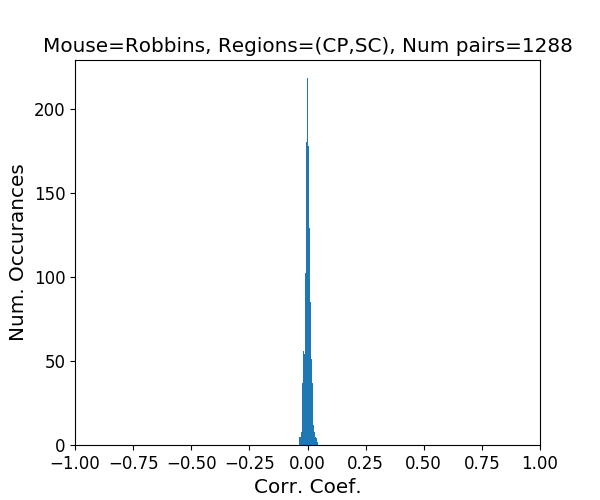 Mouse=Robbins, Regions=(CP,SC), Num pairs=1288
Num. Occurances
200
150
100
50
0
−1.00 −0.75 −0.50 −0.25 0.00 0.25 0.50 0.75 1.00
Corr. Coef.